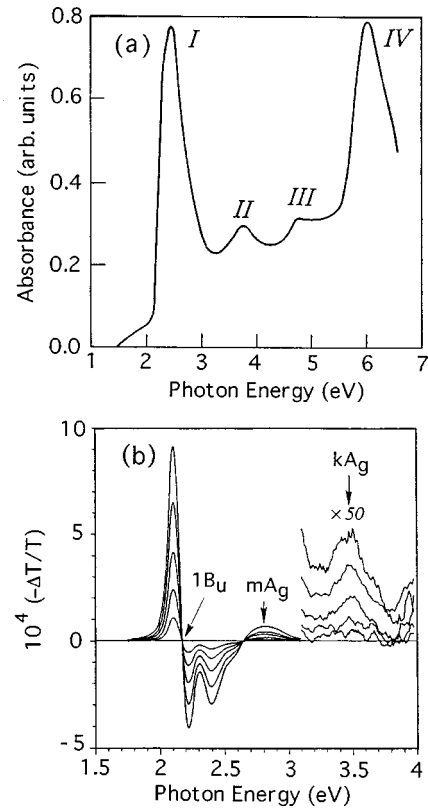 (a)
I
IV
II
III
Absorbance (arb. units)
0.8
0.6
0.4
0.2
0.0
1 2 3 4 5 6 7
Photon Energy (eV)
(b)
kAg
×50
1Bu
mAg
10⁴ (-ΔT/T)
10
5
0
-5
1.5 2 2.5 3 3.5 4
Photon Energy (eV)